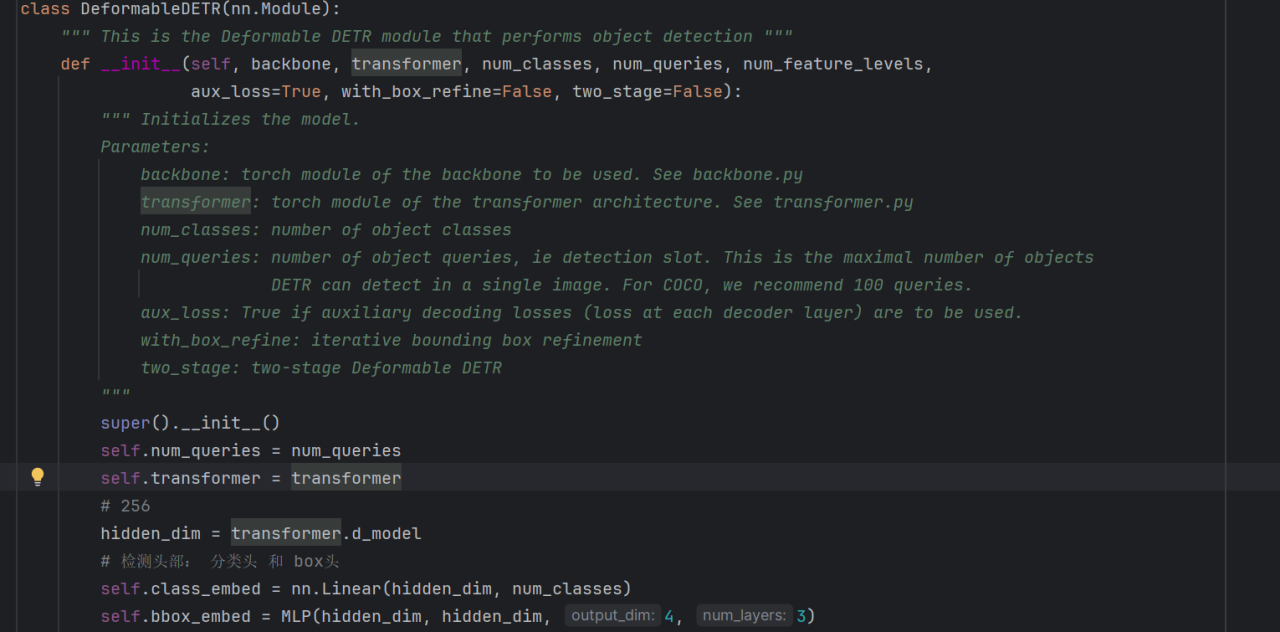 class DeformableDETR(nn.Module):
    """ This is the Deformable DETR module that performs object detection """
    def __init__(self, backbone, transformer, num_classes, num_queries, num_feature_levels,
                 aux_loss=True, with_box_refine=False, two_stage=False):
        """ Initializes the model.
        Parameters:
            backbone: torch module of the backbone to be used. See backbone.py
            transformer: torch module of the transformer architecture. See transformer.py
            num_classes: number of object classes
            num_queries: number of object queries, ie detection slot. This is the maximal number of objects
                         DETR can detect in a single image. For COCO, we recommend 100 queries.
            aux_loss: True if auxiliary decoding losses (loss at each decoder layer) are to be used.
            with_box_refine: iterative bounding box refinement
            two_stage: two-stage Deformable DETR
        """
        super().__init__()
        self.num_queries = num_queries
        self.transformer = transformer
        # 256
        hidden_dim = transformer.d_model
        # 检测头部： 分类头 和 box头
        self.class_embed = nn.Linear(hidden_dim, num_classes)
        self.bbox_embed = MLP(hidden_dim, hidden_dim, output_dim: 4, num_layers: 3)